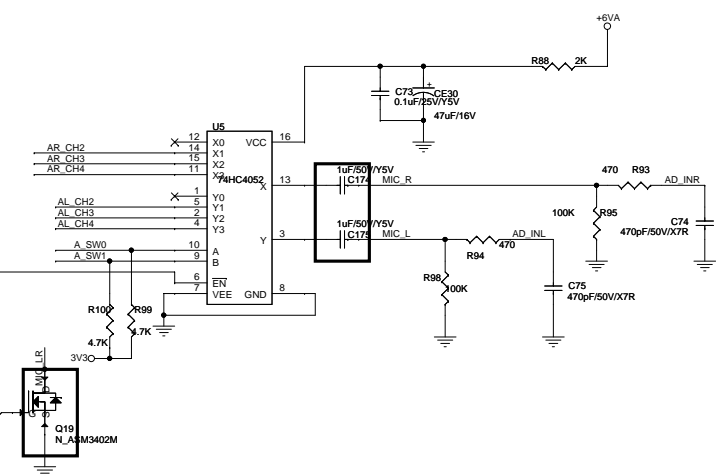 +6VA
R88 2K
C73
0.1uF/25V/Y5V
+
CE30
47uF/16V
U5
12 X0 VCC 16
AR_CH2 14 X1
AR_CH3 15 X2
AR_CH4 11 X3
74HC4052
X 13
1uF/50V/Y5V
C174 MIC_R
470 R93 AD_INR
1 Y0
AL_CH2 5 Y1
AL_CH3 2 Y2
AL_CH4 4 Y3
Y 3
1uF/50V/Y5V
C175 MIC_L
100K R95
C74
470pF/50V/X7R
AD_INL
470
R94
A_SW0 10 A
A_SW1 9 B
6 EN
7 VEE GND 8
R98
100K
C75
470pF/50V/X7R
R100 R99
4.7K 4.7K
3V3
MIC_LR
D
G S
Q19
N_ASM3402M